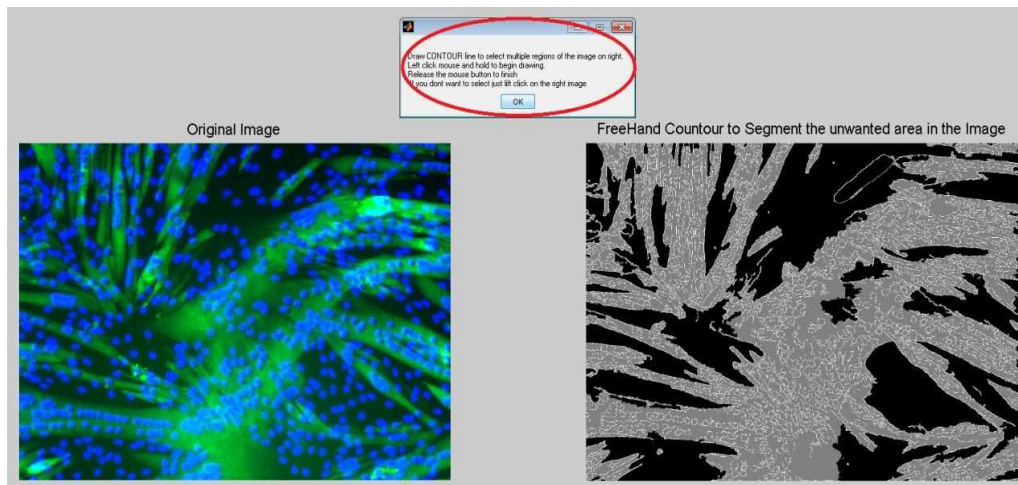 Draw CONTOUR line to select multiple regions of the image on right.
Left click mouse and hold to begin drawing.
Release the mouse button to finish
If you dont want to select just lift click on the right image
OK
Original Image
FreeHand Countour to Segment the unwanted area in the Image